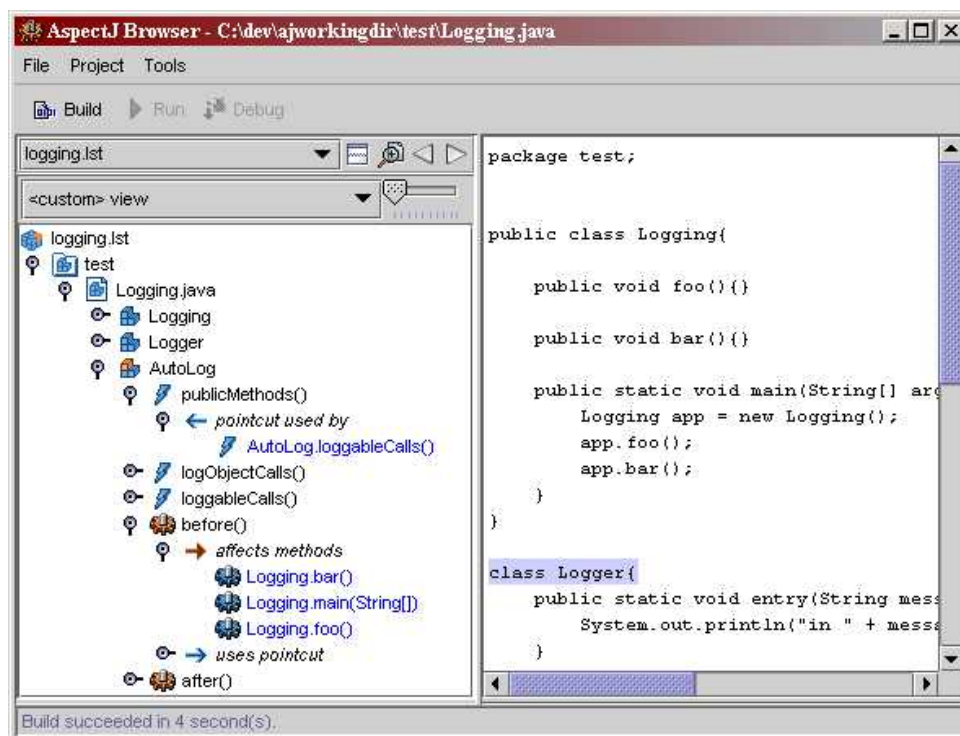 AspectJ Browser - C:\dev\ajworkingdir\test\Logging.java
File Project Tools
Build Run Debug
logging.lst
<custom> view
logging.lst
test
Logging.java
Logging
Logger
AutoLog
publicMethods()
pointcut used by
AutoLog.loggableCalls()
logObjectCalls()
loggableCalls()
before()
affects methods
Logging.bar()
Logging.main(String[])
Logging.foo()
uses pointcut
after()
package test;
public class Logging{
public void foo(){}
public void bar(){}
public static void main(String[] arg
Logging app = new Logging();
app.foo();
app.bar();
}
}
class Logger{
public static void entry(String mess
System.out.println("in " + messa
}
Build succeeded in 4 second(s).